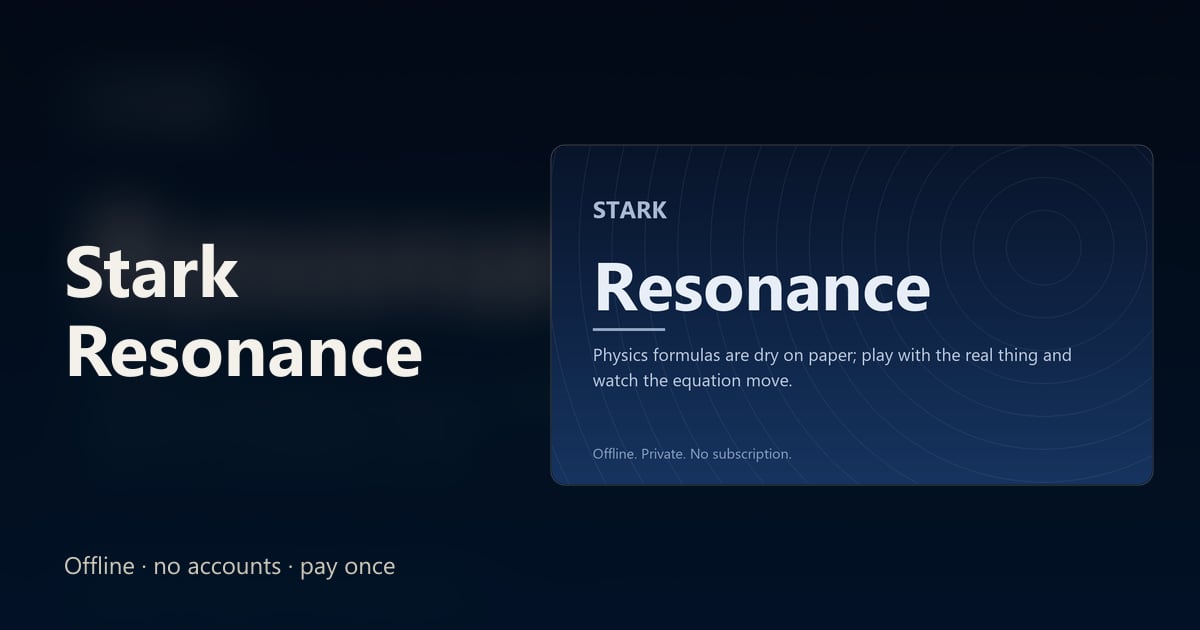 Stark
Resonance
Offline · no accounts · pay once
STARK
Resonance
Physics formulas are dry on paper; play with the real thing and
watch the equation move.
Offline. Private. No subscription.